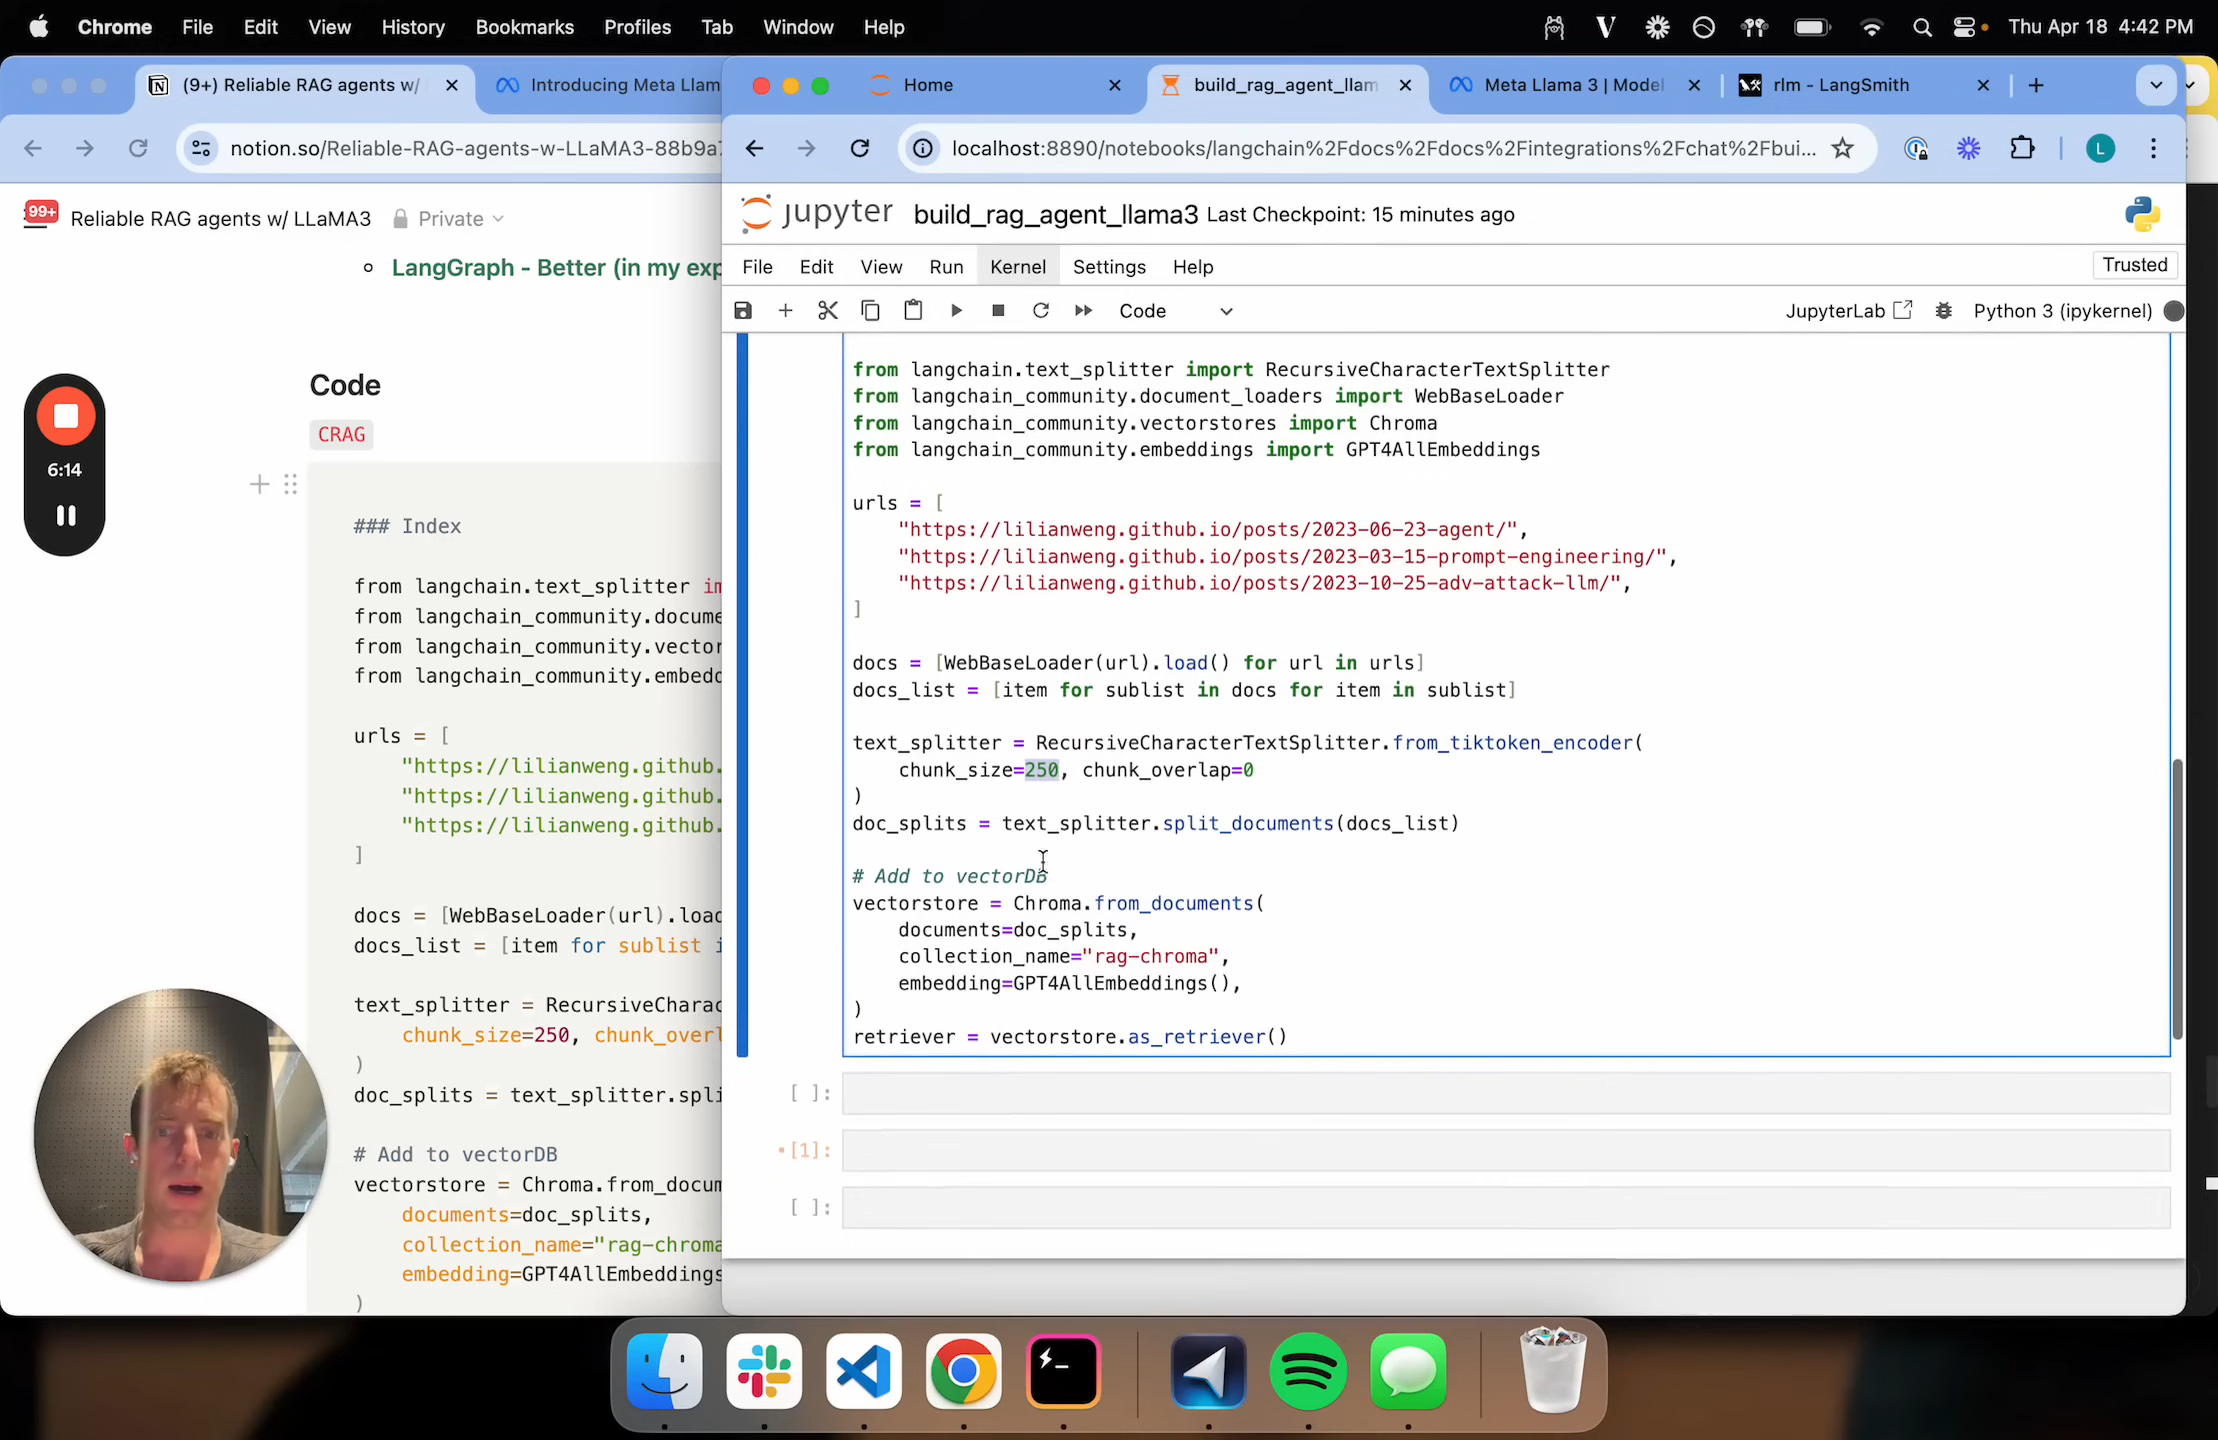 Chrome File Edit View History Bookmarks Profiles Tab Window Help
Thu Apr 18 4:42 PM
(9+) Reliable RAG agents w/
Introducing Meta Llam
notion.so/Reliable-RAG-agents-w-LLaMA3-88b9a7
99+ Reliable RAG agents w/ LLaMA3 Private
LangGraph - Better (in my exp
Code
CRAG
6:14
### Index
from langchain.text_splitter im
from langchain_community.docume
from langchain_community.vector
from langchain_community.embedd
urls = [
"https://lilianweng.github.
"https://lilianweng.github.
"https://lilianweng.github.
]
docs = [WebBaseLoader(url).load
docs_list = [item for sublist i
text_splitter = RecursiveCharac
chunk_size=250, chunk_overl
)
doc_splits = text_splitter.spli
# Add to vectorDB
vectorstore = Chroma.from_docum
documents=doc_splits,
collection_name="rag-chroma
embedding=GPT4AllEmbeddings
)
Home
build_rag_agent_llam
Meta Llama 3 | Model
rlm - LangSmith
localhost:8890/notebooks/langchain%2Fdocs%2Fdocs%2Fintegrations%2Fchat%2Fbui...
L
jupyter build_rag_agent_llama3 Last Checkpoint: 15 minutes ago
File Edit View Run Kernel Settings Help
Trusted
Code
JupyterLab
Python 3 (ipykernel)
from langchain.text_splitter import RecursiveCharacterTextSplitter
from langchain_community.document_loaders import WebBaseLoader
from langchain_community.vectorstores import Chroma
from langchain_community.embeddings import GPT4AllEmbeddings
urls = [
"https://lilianweng.github.io/posts/2023-06-23-agent/",
"https://lilianweng.github.io/posts/2023-03-15-prompt-engineering/",
"https://lilianweng.github.io/posts/2023-10-25-adv-attack-llm/",
]
docs = [WebBaseLoader(url).load() for url in urls]
docs_list = [item for sublist in docs for item in sublist]
text_splitter = RecursiveCharacterTextSplitter.from_tiktoken_encoder(
chunk_size=250, chunk_overlap=0
)
doc_splits = text_splitter.split_documents(docs_list)
# Add to vectorDB
vectorstore = Chroma.from_documents(
documents=doc_splits,
collection_name="rag-chroma",
embedding=GPT4AllEmbeddings(),
)
retriever = vectorstore.as_retriever()
[ ]:
[1]:
[ ]: